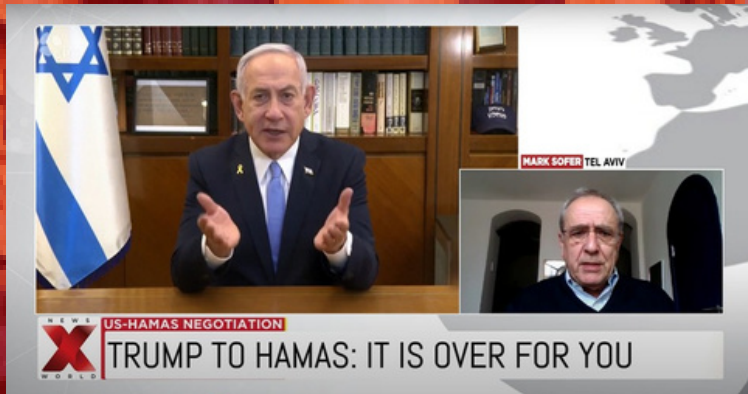 MARK SOFER TEL AVIV
US-HAMAS NEGOTIATION
NEWS
X
WORLD
TRUMP TO HAMAS: IT IS OVER FOR YOU